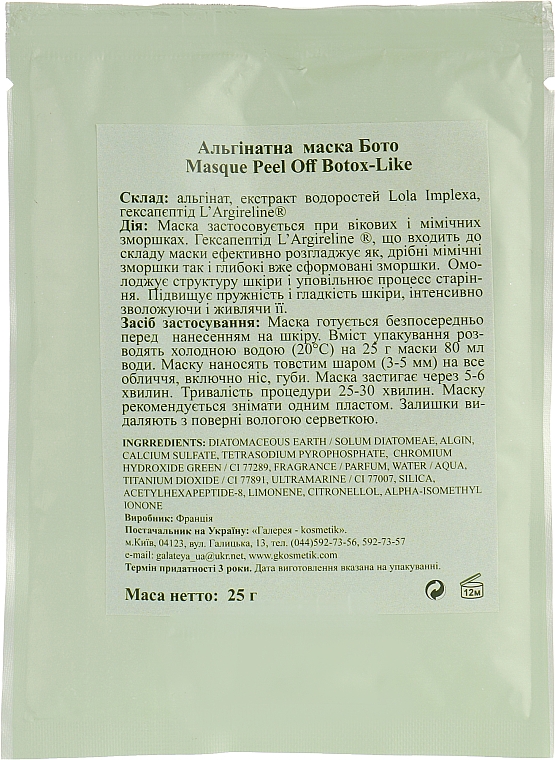 Альгінатна маска Бото
Masque Peel Off Botox-Like
Склад: альгінат, екстракт водоростей Lola Implexa,
гексапєптід L’Argireline®
Дія: Маска застосовується при вікових і мімічних
зморшках. Гексапептід L’Argireline ®, що входить до
складу маски ефективно розгладжує як, дрібні мімічні
зморшки так і глибокі вже сформовані зморшки. Омо-
лоджує структуру шкіри і уповільнює процесс старін-
ня. Підвищує пружність і гладкість шкіри, інтенсивно
зволожуючи і живлячи її.
Засіб застосування: Маска готується безпосередньо
перед нанесенням на шкіру. Вміст упакування роз-
водять холодною водою (20°C) на 25 г маски 80 мл
води. Маску наносять товстим шаром (3-5 мм) на все
обличчя, включно ніс, губи. Маска застигає через 5-6
хвилин. Тривалість процедури 25-30 хвилин. Маску
рекомендується знімати одним пластом. Залишки ви-
даляють з поверні вологою серветкою.
INGRREDIENTS: DIATOMACEOUS EARTH / SOLUM DIATOMEAE, ALGIN,
CALCIUM SULFATE, TETRASODIUM PYROPHOSPHATE, CHROMIUM
HYDROXIDE GREEN / CI 77289, FRAGRANCE / PARFUM, WATER / AQUA,
TITANIUM DIOXIDE / CI 77891, ULTRAMARINE / CI 77007, SILICA,
ACETYLHEXAPEPTIDE-8, LIMONENE, CITRONELLOL, ALPHA-ISOMETHYL
IONONE
Виробник: Франція
Постачальник на Україну: «Галерея - kosmetik».
м.Київ, 04123, вул. Галицька, 13, тел. (044)592-73-56, 592-73-57
e-mail: galateya_ua@ukr.net, www.gkosmetik.com
Термін придатності 3 роки. Дата виготовлення вказана на упакуванні.
Маса нетто: 25 г
12м